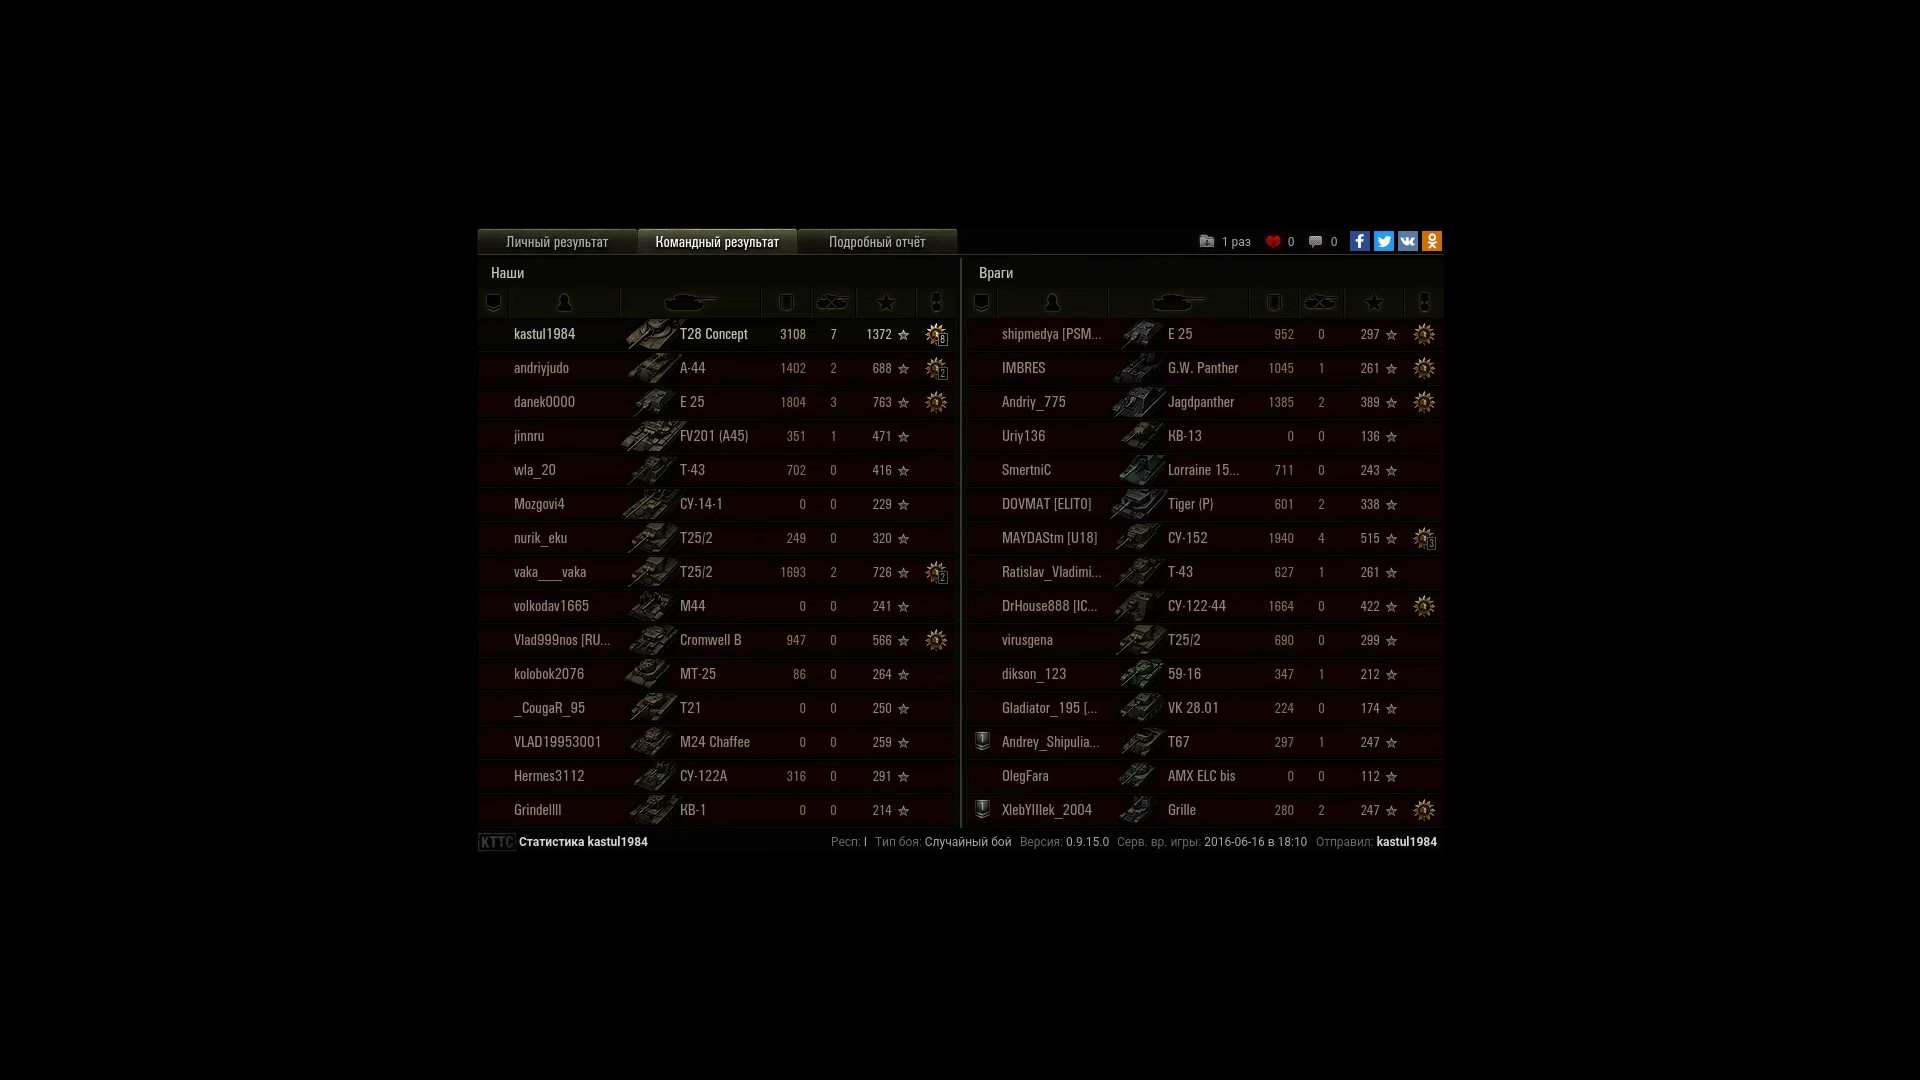 Личный результат Командный результат Подробный отчёт 1 раз 0 0
Наши Враги
kastul1984 T28 Concept 3108 7 1372 8 shipmedya [PSM... E 25 952 0 297
andriyjudo А-44 1402 2 688 2 IMBRES G.W. Panther 1045 1 261
danek0000 E 25 1804 3 763 Andriy_775 Jagdpanther 1385 2 389
jinnru FV201 (A45) 351 1 471 Uriy136 КВ-13 0 0 136
wla_20 Т-43 702 0 416 SmertniC Lorraine 15... 711 0 243
Mozgovi4 СУ-14-1 0 0 229 DOVMAT [ELIT0] Tiger (P) 601 2 338
nurik_eku T25/2 249 0 320 MAYDAStm [U18] СУ-152 1940 4 515 3
vaka___vaka T25/2 1693 2 726 2 Ratislav_Vladimi... Т-43 627 1 261
volkodav1665 M44 0 0 241 DrHouse888 [IC... СУ-122-44 1664 0 422
Vlad999nos [RU... Cromwell B 947 0 566 virusgena T25/2 690 0 299
kolobok2076 МТ-25 86 0 264 dikson_123 59-16 347 1 212
_CougaR_95 T21 0 0 250 Gladiator_195 [... VK 28.01 224 0 174
VLAD19953001 M24 Chaffee 0 0 259 Andrey_Shipulia... T67 297 1 247
Hermes3112 СУ-122А 316 0 291 OlegFara AMX ELC bis 0 0 112
Grindellll КВ-1 0 0 214 XlebYIIIek_2004 Grille 280 2 247
КТТС Статистика kastul1984 Респ: I Тип боя: Случайный бой Версия: 0.9.15.0 Серв. вр. игры: 2016-06-16 в 18:10 Отправил: kastul1984